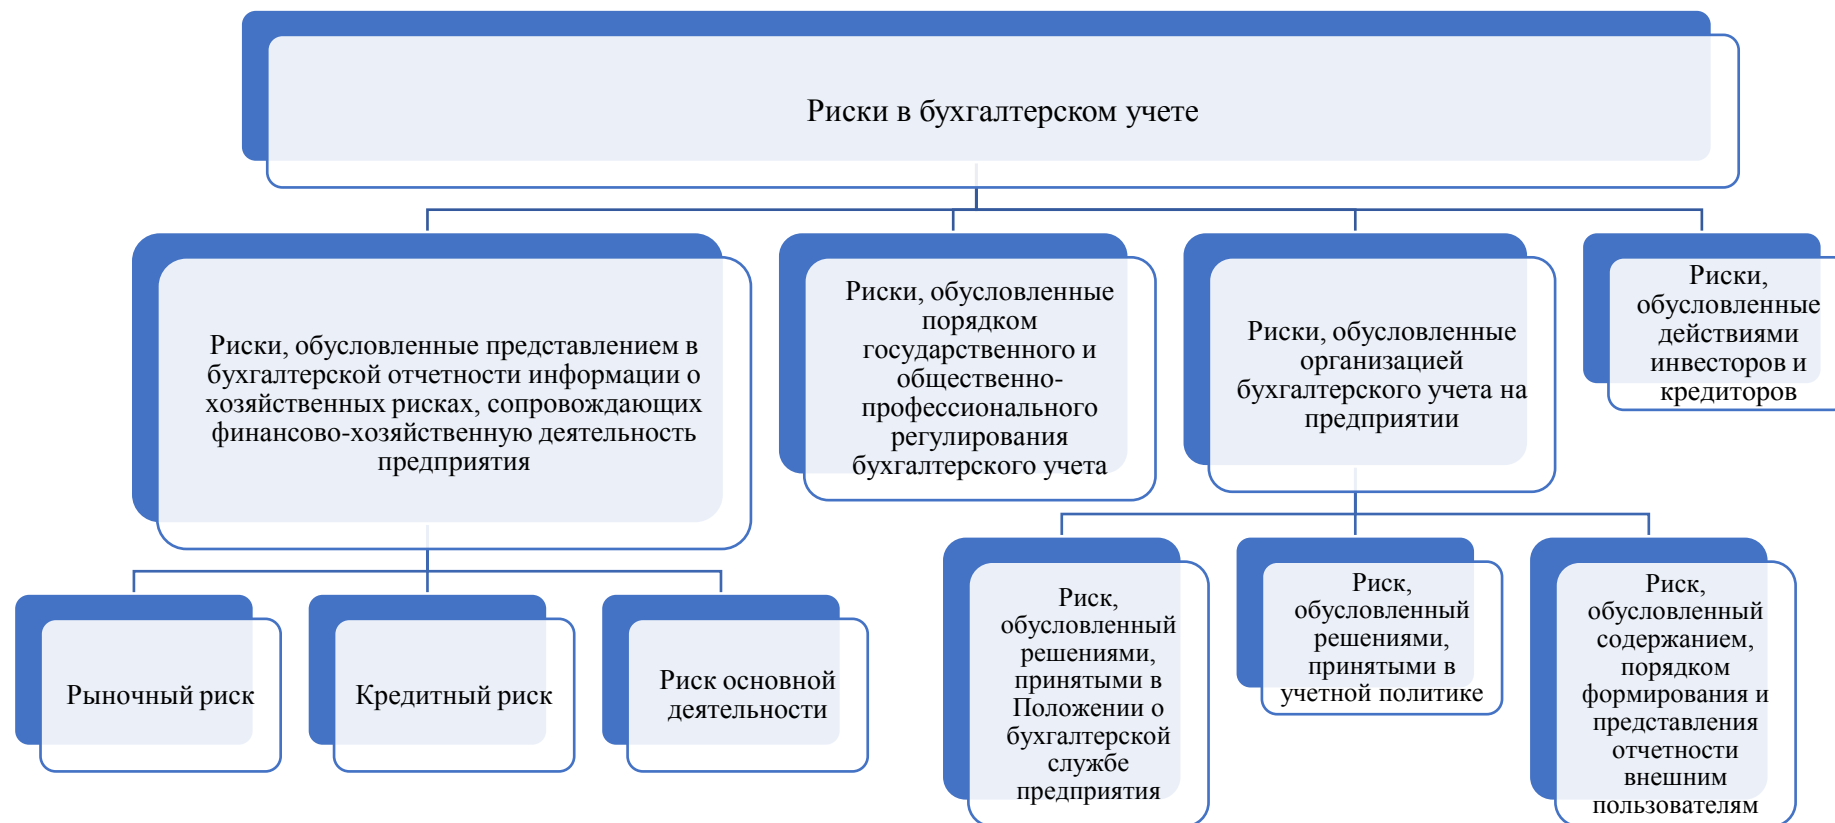 Риски в бухгалтерском учете
Риски, обусловленные представлением в
бухгалтерской отчетности информации о
хозяйственных рисках, сопровождающих
финансово-хозяйственную деятельность
предприятия
Риски, обусловленные
порядком
государственного и
общественно-
профессионального
регулирования
бухгалтерского учета
Риски, обусловленные
организацией
бухгалтерского учета на
предприятии
Риски,
обусловленные
действиями
инвесторов и
кредиторов
Рыночный риск
Кредитный риск
Риск основной
деятельности
Риск,
обусловленный
решениями,
принятыми в
Положении о
бухгалтерской
службе
предприятия
Риск,
обусловленный
решениями,
принятыми в
учетной политике
Риск,
обусловленный
содержанием,
порядком
формирования и
представления
отчетности
внешним
пользователям